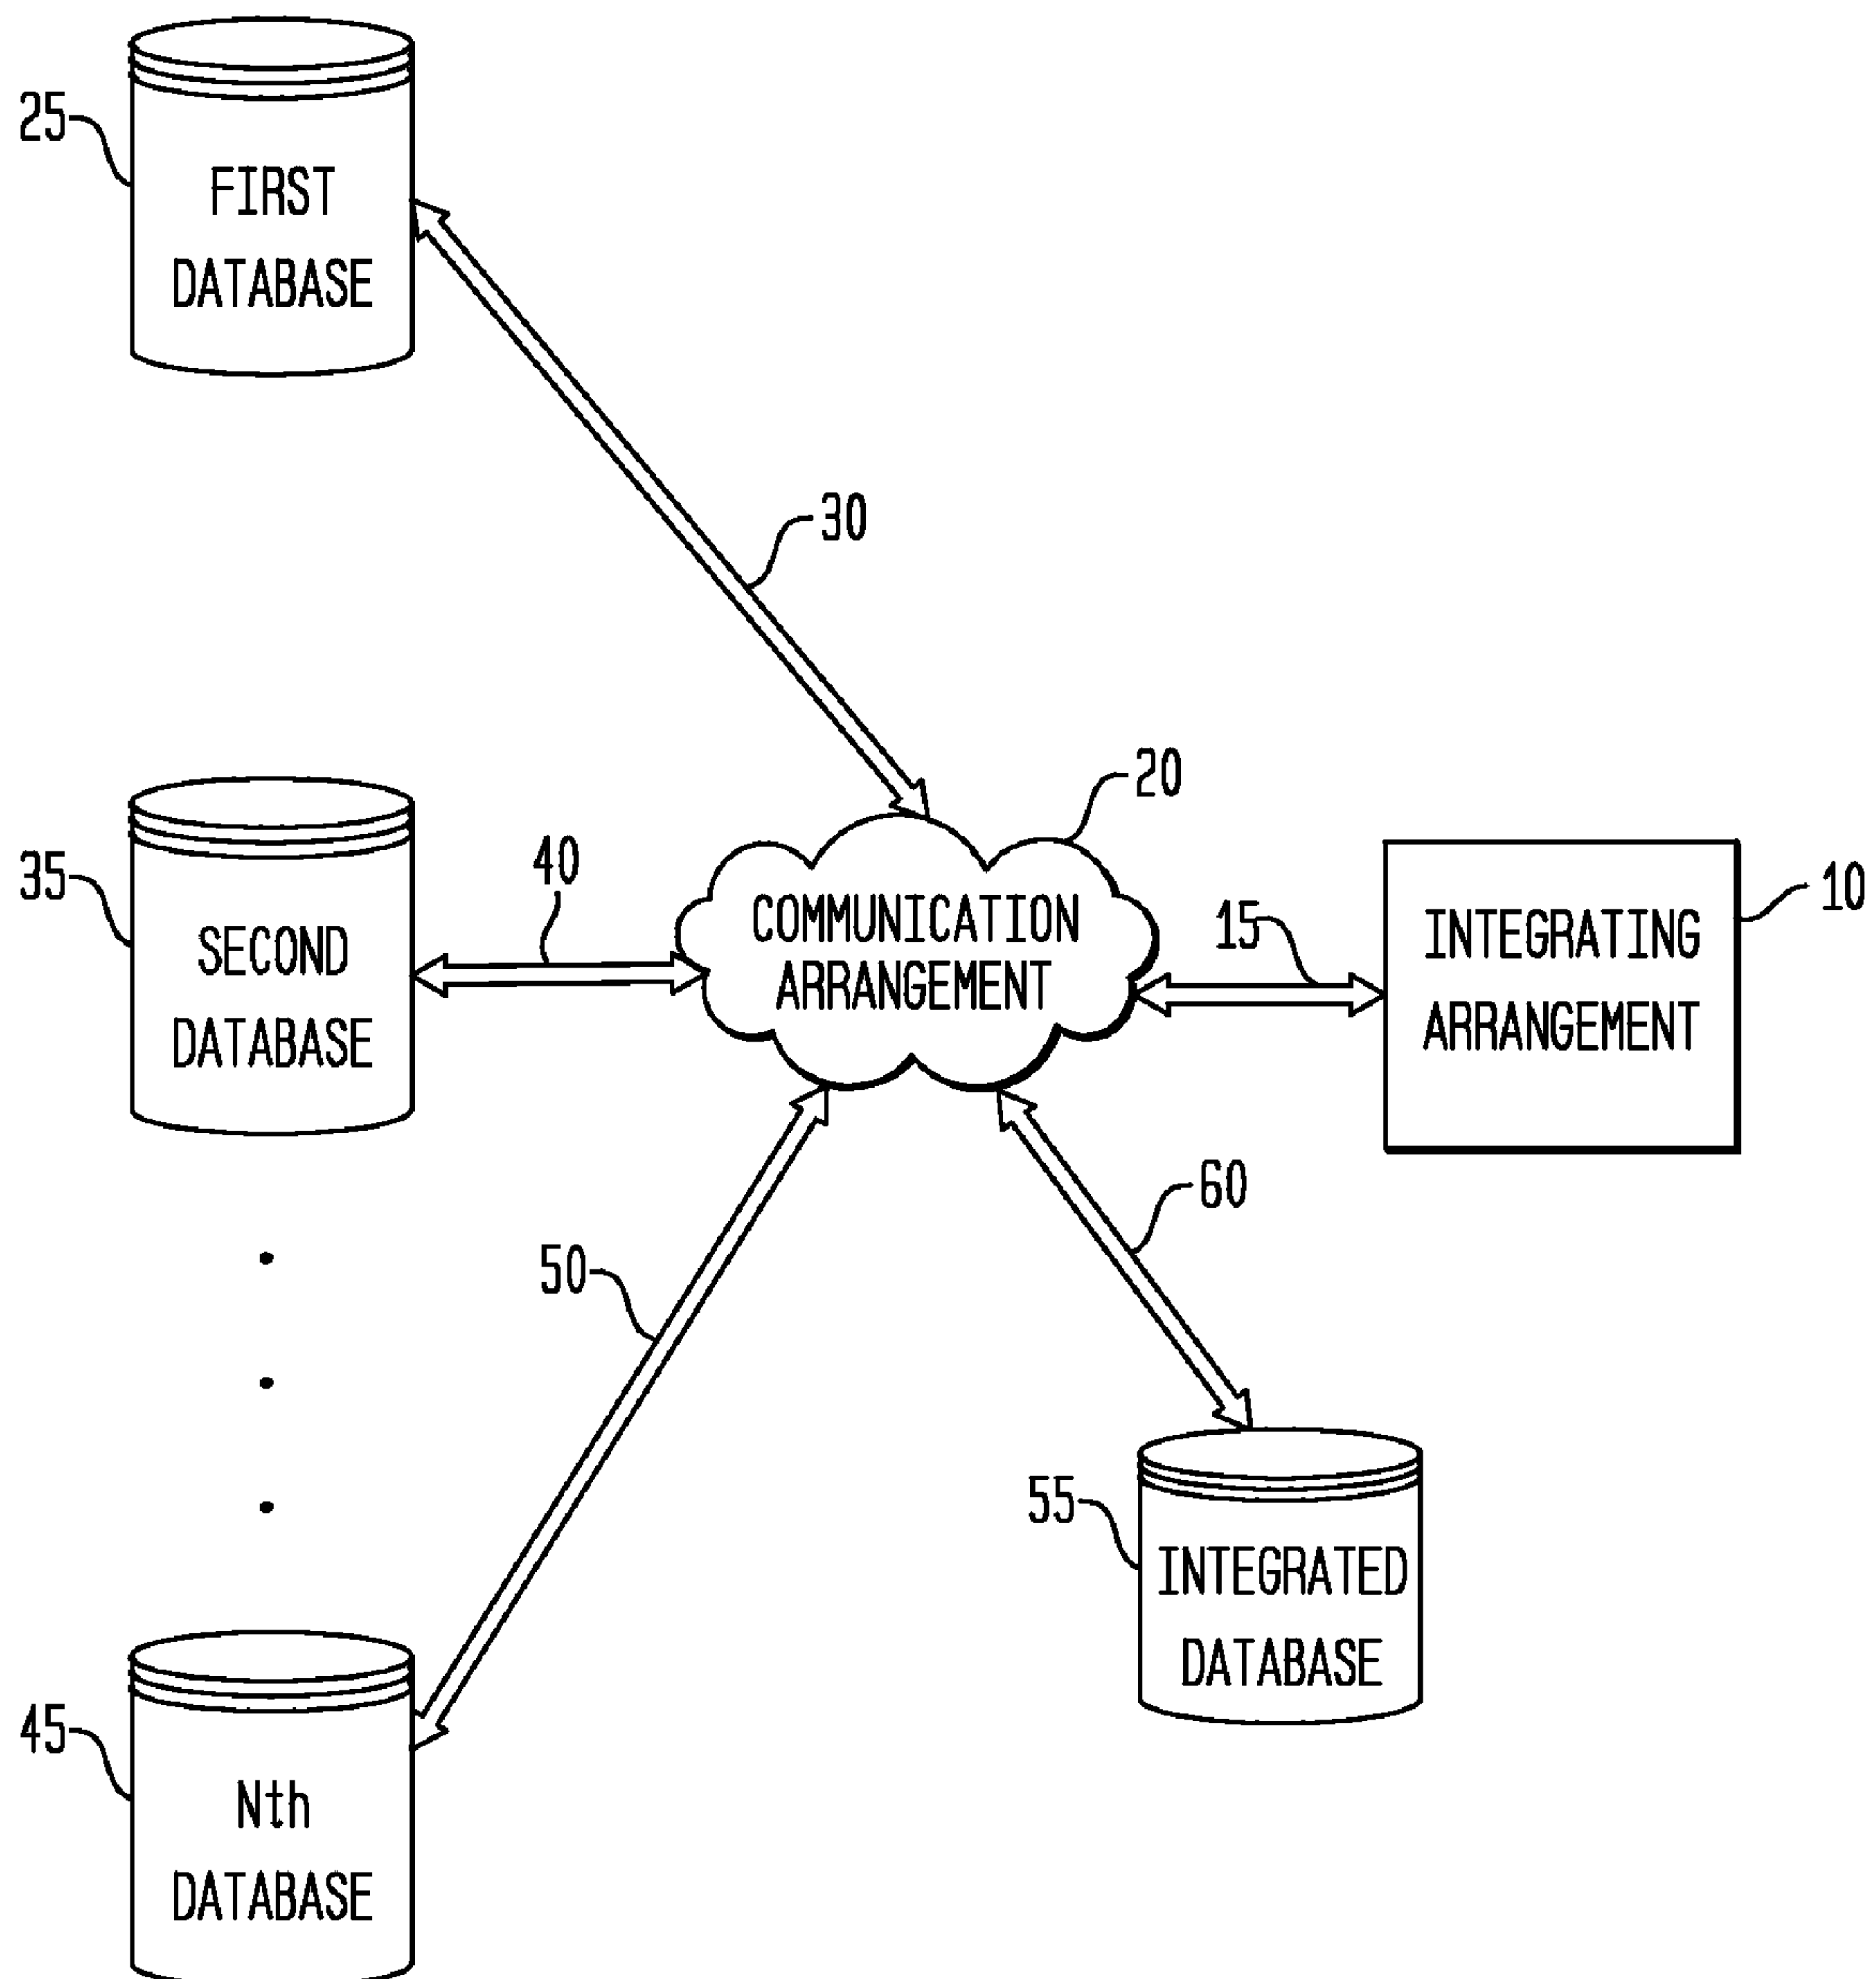 25
FIRST
DATABASE
30
20
35
SECOND
DATABASE
40
COMMUNICATION
ARRANGEMENT
15
INTEGRATING
ARRANGEMENT
10
50
60
55
INTEGRATED
DATABASE
45
Nth
DATABASE